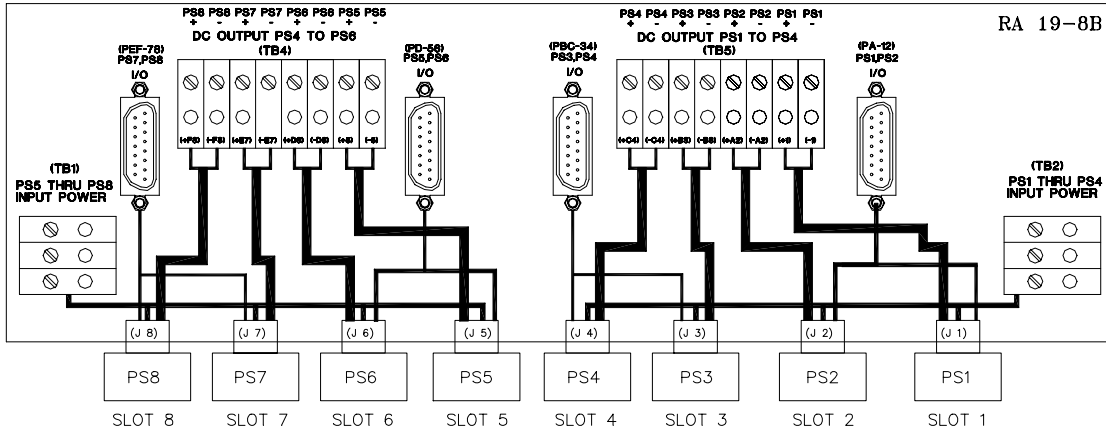 PS8 PS8 PS7 PS7 PS6 PS6 PS5 PS5
+ - + - + - + -
DC OUTPUT PS4 TO PS6
(TB4)
PS4 PS4 PS3 PS3 PS2 PS2 PS1 PS1
+ - + - + - + -
DC OUTPUT PS1 TO PS4
(TB5)
RA 19-8B
(PEF-78)
PS7,PS8
I/O
(PD-56)
PS5,PS6
I/O
(PBC-34)
PS3,PS4
I/O
(PA-12)
PS1,PS2
I/O
(-E7)
(+5) (-5)
(+C4) (-C4) (+B3) (-B3) (+A2) (-A2) (+9) (-9)
(TB1)
PS5 THRU PS8
INPUT POWER
(TB2)
PS1 THRU PS4
INPUT POWER
(J 8) (J 7) (J 6) (J 5) (J 4) (J 3) (J 2) (J 1)
PS8 PS7 PS6 PS5 PS4 PS3 PS2 PS1
SLOT 8 SLOT 7 SLOT 6 SLOT 5 SLOT 4 SLOT 3 SLOT 2 SLOT 1